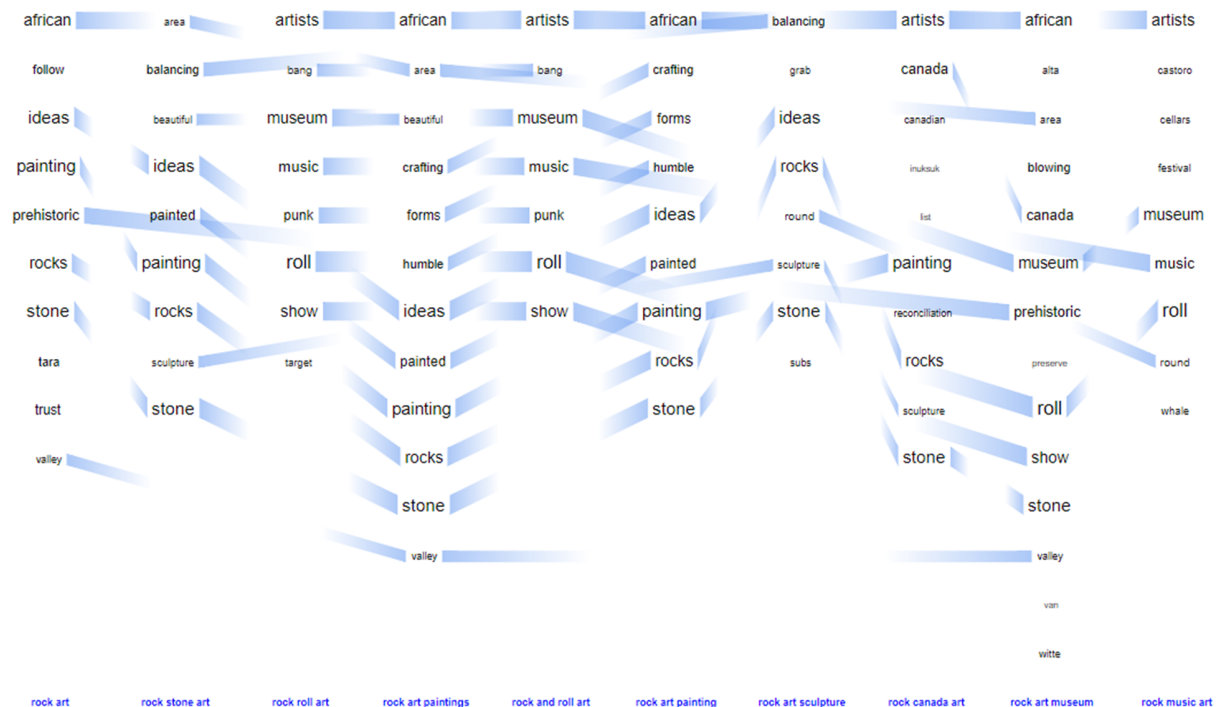 african area artists african artists african balancing artists african artists
follow balancing bang area bang crafting grab canada alta castoro
ideas beautiful museum beautiful museum forms ideas canadian area cellars
painting ideas music crafting music humble rocks inuksuk blowing festival
prehistoric painted punk forms punk ideas round list canada museum
rocks painting roll humble roll painted sculpture painting museum music
stone rocks show ideas show painting stone reconciliation prehistoric roll
tara sculpture target painted rocks subs rocks preserve round
trust stone painting stone sculpture roll whale
valley rocks stone show
stone stone
valley valley
van
witte
rock art rock stone art rock roll art rock art paintings rock and roll art rock art painting rock art sculpture rock canada art rock art museum rock music art